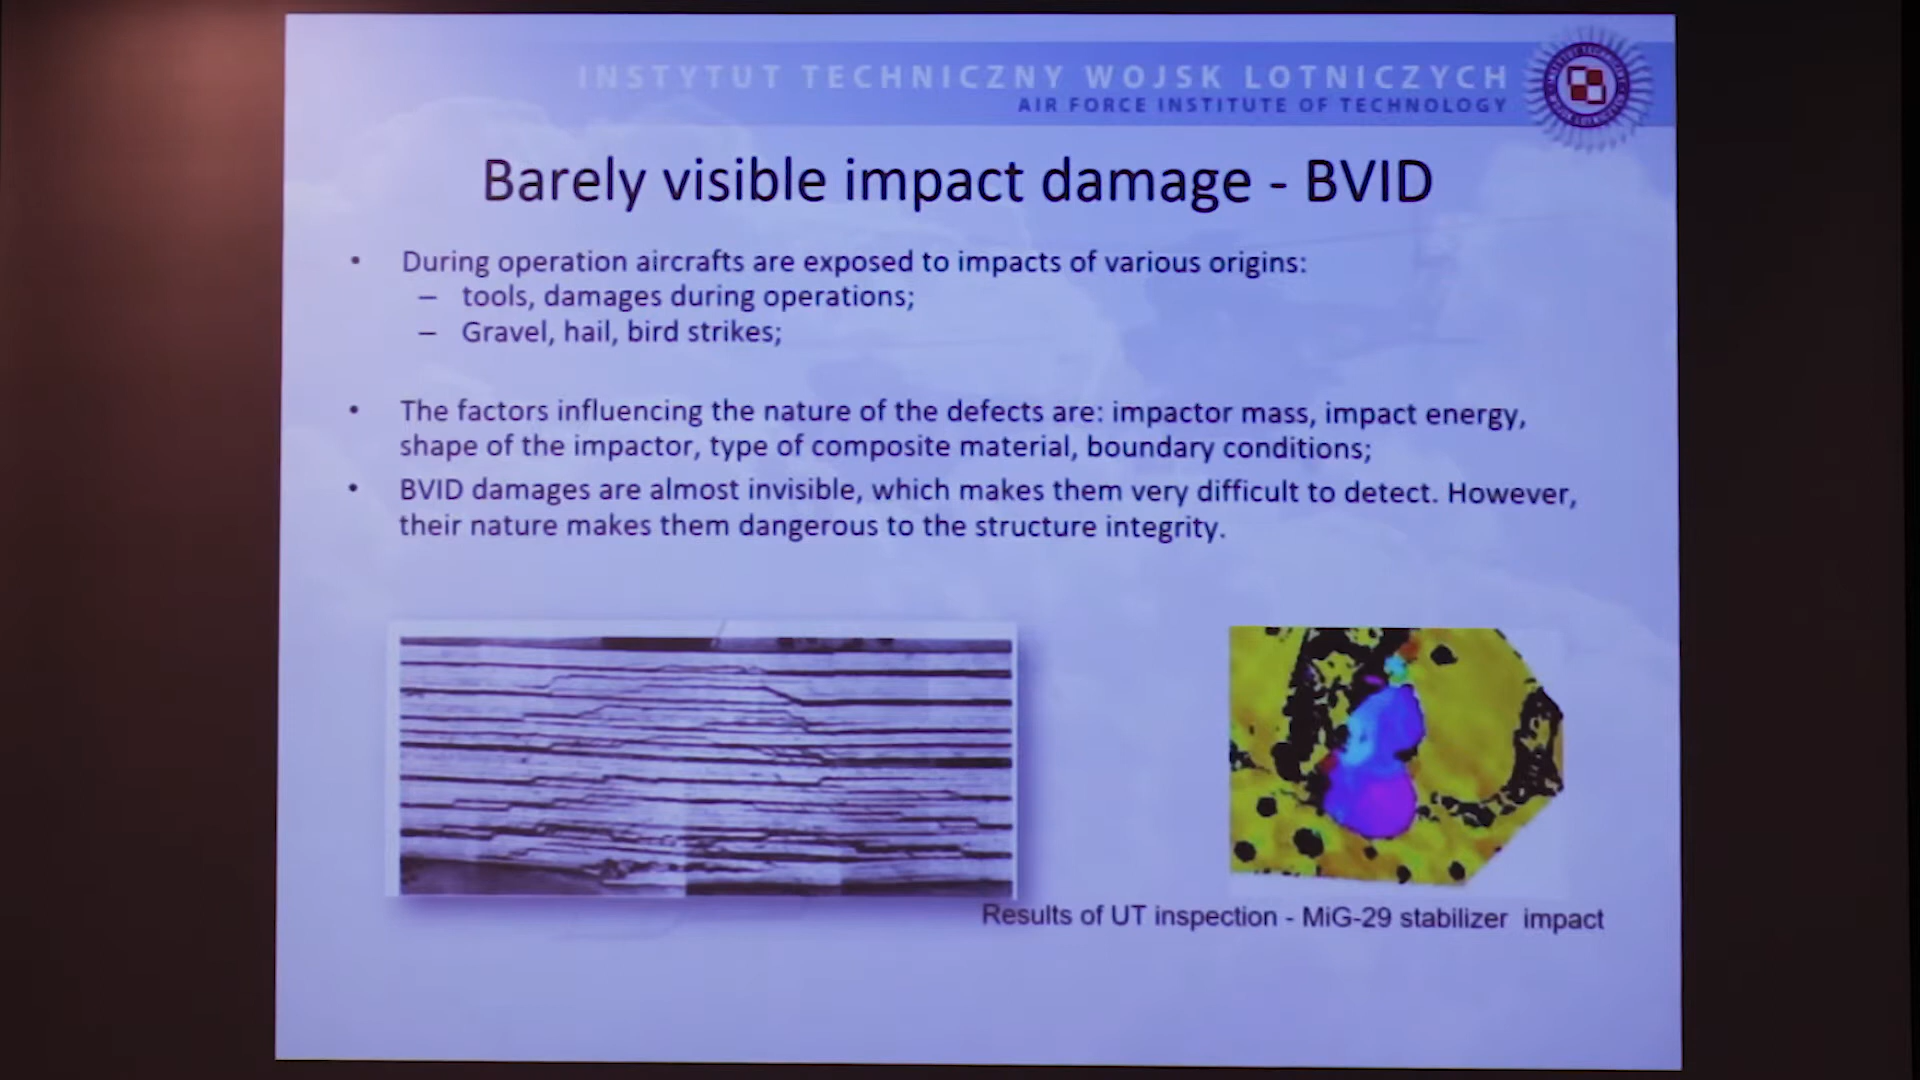 INSTYTUT TECHNICZNY WOJSK LOTNICZYCH
AIR FORCE INSTITUTE OF TECHNOLOGY
Barely visible impact damage - BVID
• During operation aircrafts are exposed to impacts of various origins:
– tools, damages during operations;
– Gravel, hail, bird strikes;
• The factors influencing the nature of the defects are: impactor mass, impact energy,
shape of the impactor, type of composite material, boundary conditions;
• BVID damages are almost invisible, which makes them very difficult to detect. However,
their nature makes them dangerous to the structure integrity.
Results of UT inspection - MiG-29 stabilizer impact